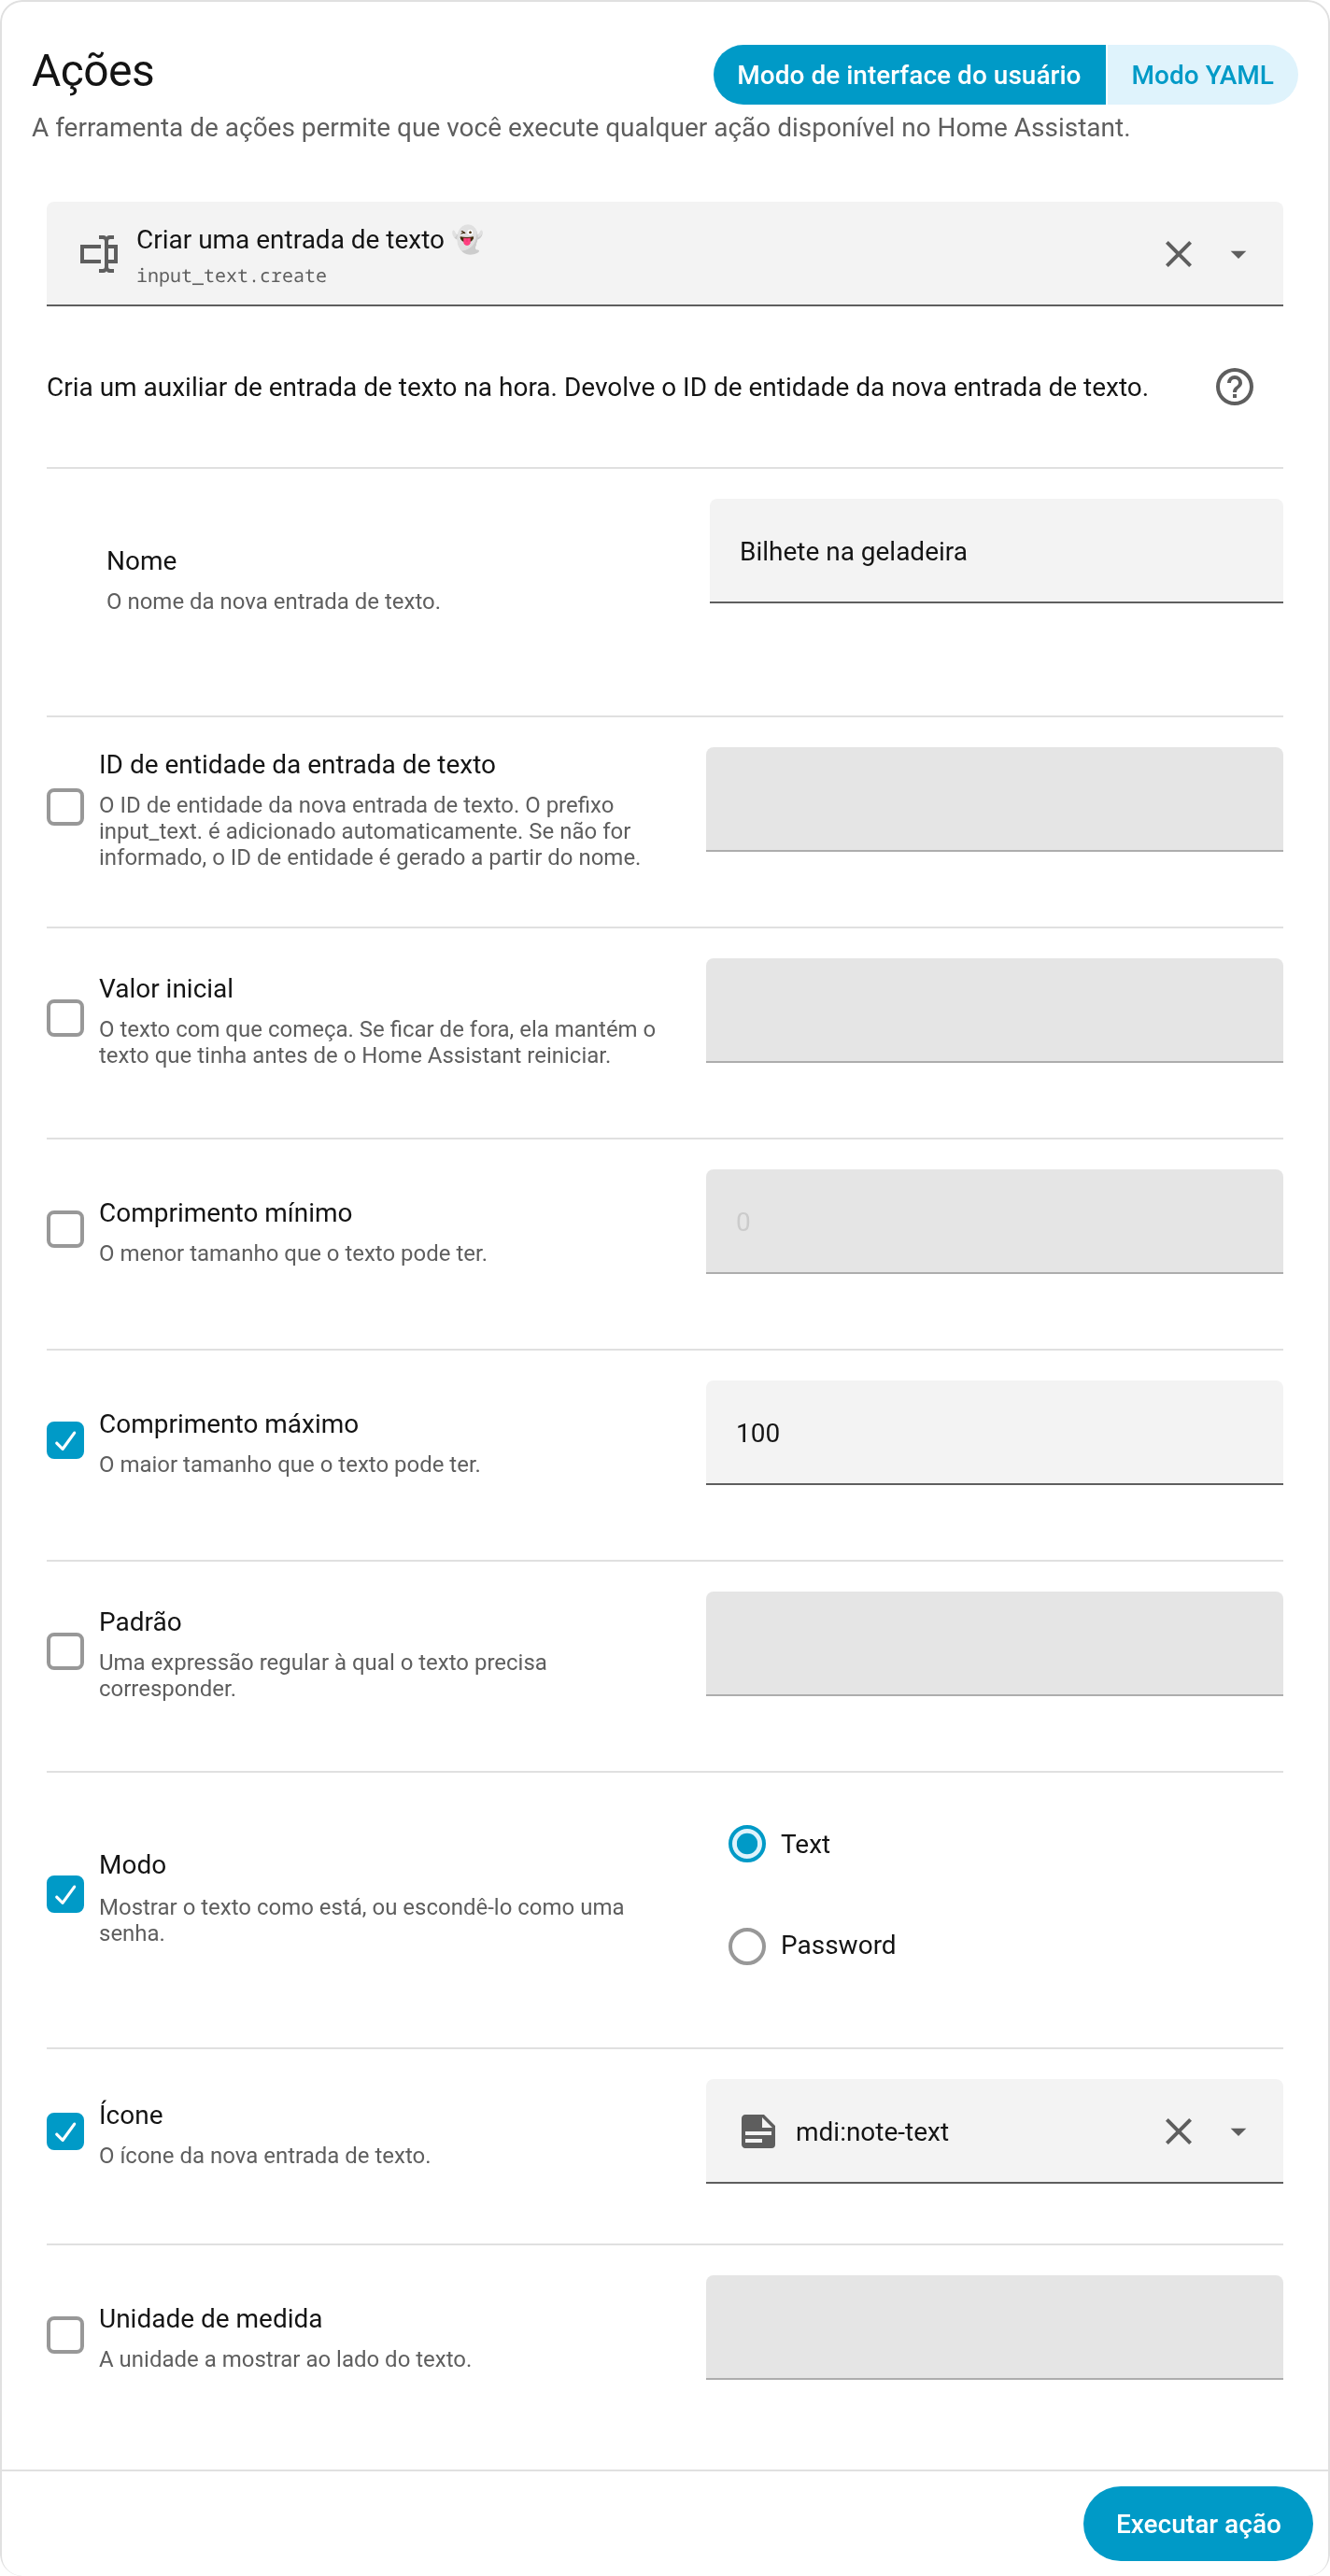 Ações
Modo de interface do usuário
Modo YAML
A ferramenta de ações permite que você execute qualquer ação disponível no Home Assistant.
Criar uma entrada de texto 👻
input_text.create
Cria um auxiliar de entrada de texto na hora. Devolve o ID de entidade da nova entrada de texto.
Nome
O nome da nova entrada de texto.
Bilhete na geladeira
ID de entidade da entrada de texto
O ID de entidade da nova entrada de texto. O prefixo
input_text. é adicionado automaticamente. Se não for
informado, o ID de entidade é gerado a partir do nome.
Valor inicial
O texto com que começa. Se ficar de fora, ela mantém o
texto que tinha antes de o Home Assistant reiniciar.
Comprimento mínimo
O menor tamanho que o texto pode ter.
0
Comprimento máximo
O maior tamanho que o texto pode ter.
100
Padrão
Uma expressão regular à qual o texto precisa
corresponder.
Modo
Mostrar o texto como está, ou escondê-lo como uma
senha.
Text
Password
Ícone
O ícone da nova entrada de texto.
mdi:note-text
Unidade de medida
A unidade a mostrar ao lado do texto.
Executar ação